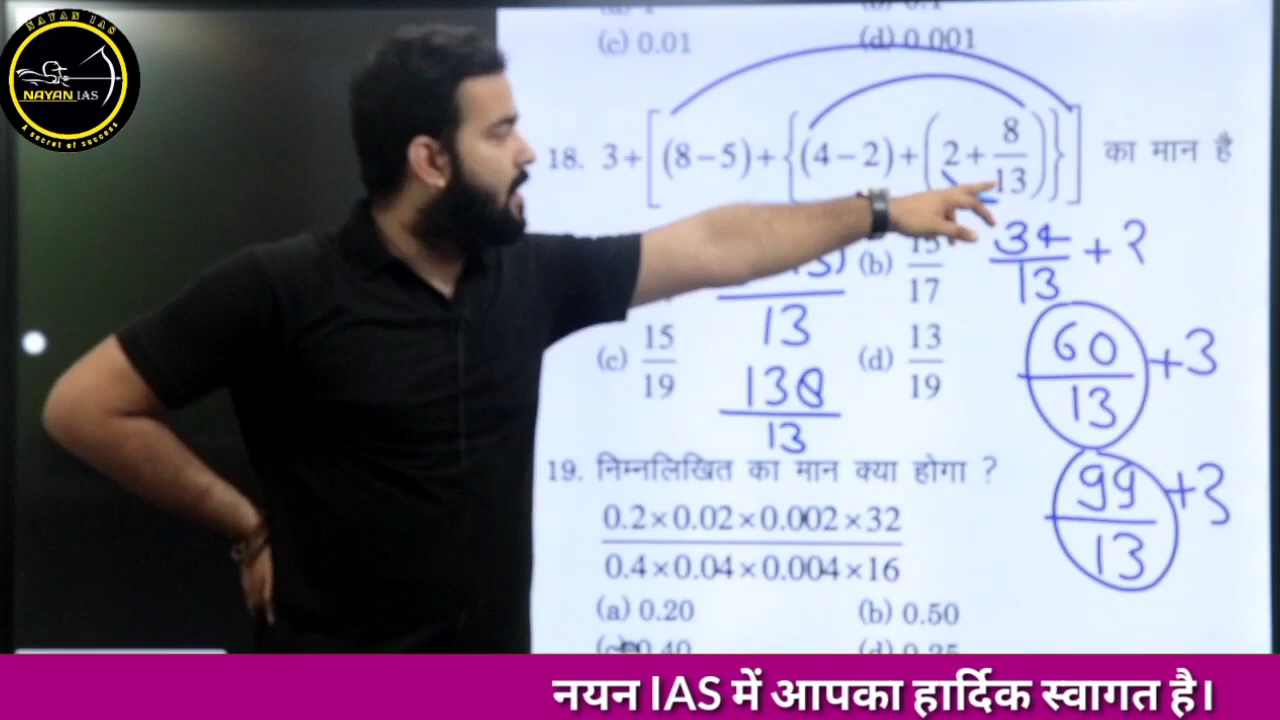 NAYAN IAS
NAYAN IAS
A secret of success
(c) 0.01 (d) 0.001
18. 3+[(8-5)+{(4-2)+(2+8/13)}] का मान है
34/13 + 2
(b) 15/17
13
60/13 +3
(c) 15/19 (d) 13/19
138/13
99/13 +3
19. निम्नलिखित का मान क्या होगा ?
0.2×0.02×0.002×32
0.4×0.04×0.004×16
(a) 0.20 (b) 0.50
नयन IAS में आपका हार्दिक स्वागत है।